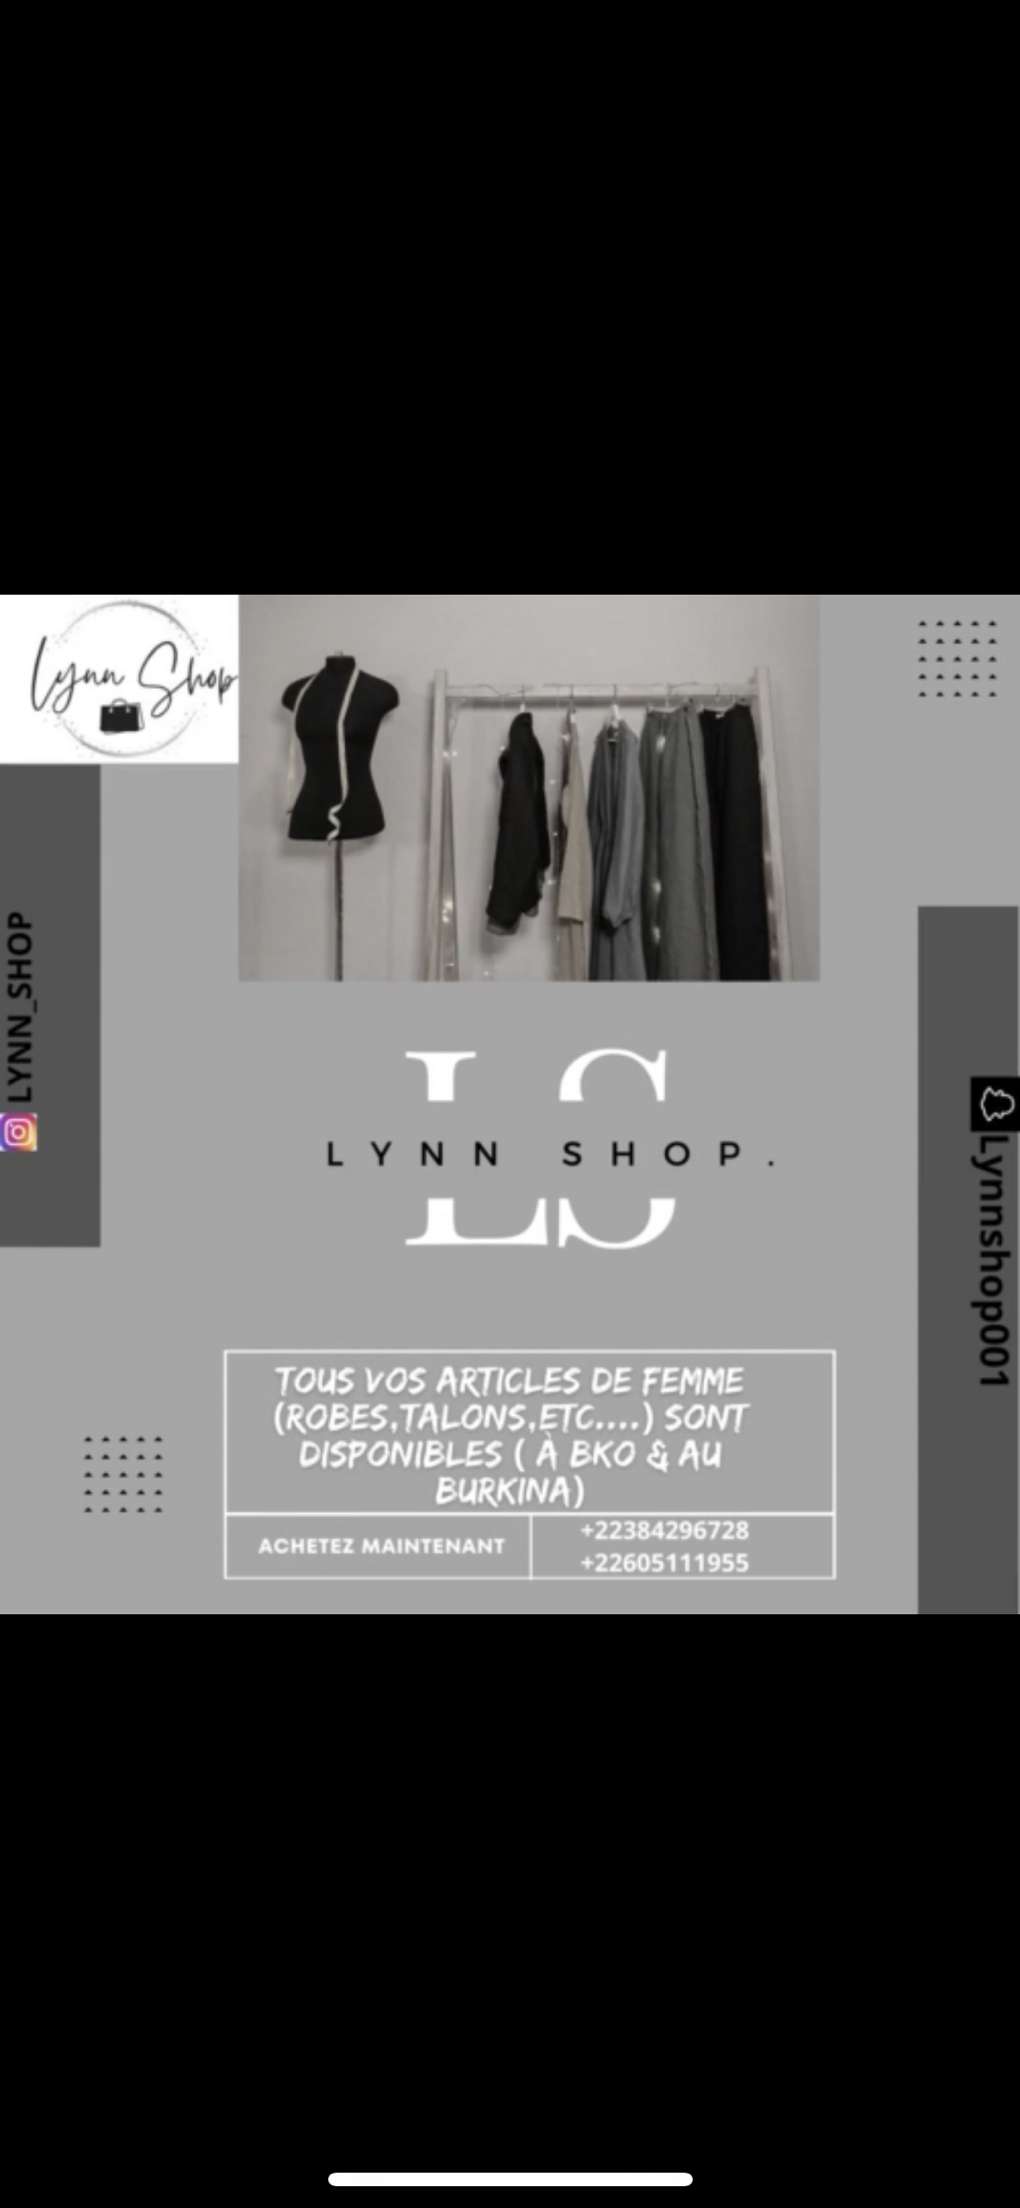 Lynn Shop
LYNN_SHOP
LS
LYNN SHOP.
Lynnshop001
TOUS VOS ARTICLES DE FEMME
(ROBES,TALONS,ETC....) SONT
DISPONIBLES ( À BKO & AU
BURKINA)
ACHETEZ MAINTENANT
+22384296728
+22605111955